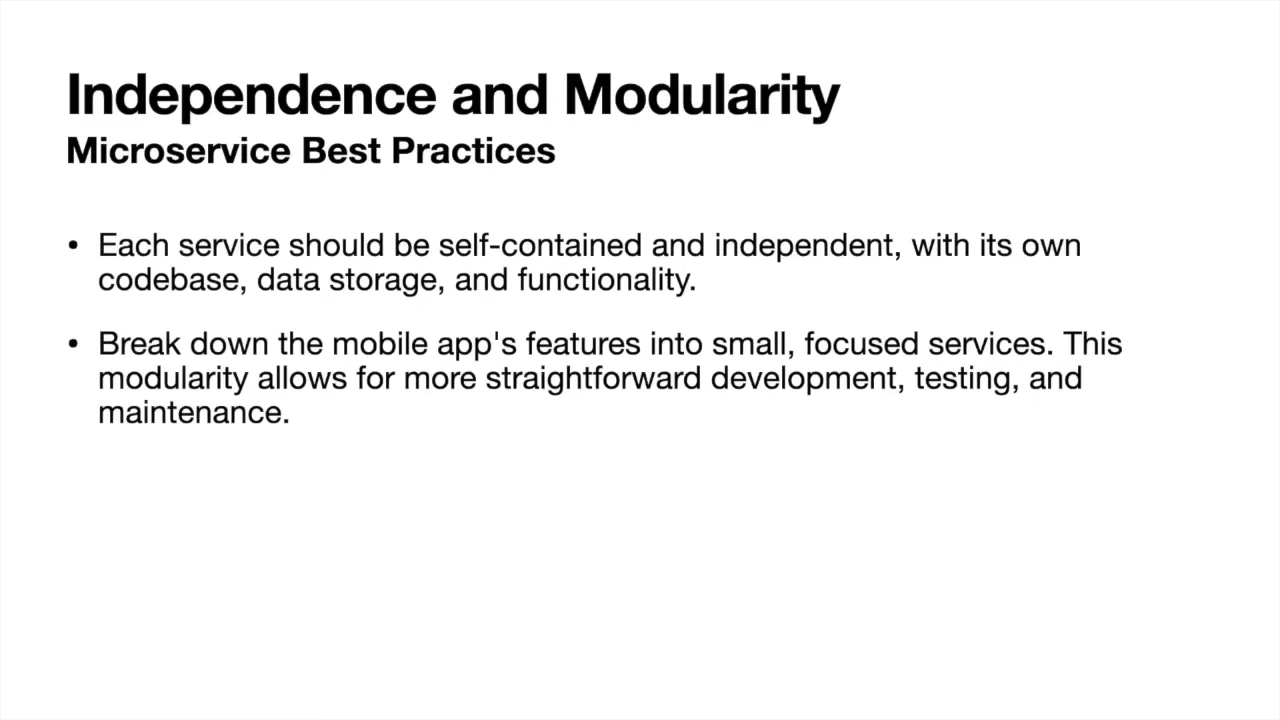 Independence and Modularity
Microservice Best Practices
• Each service should be self-contained and independent, with its own
codebase, data storage, and functionality.
• Break down the mobile app's features into small, focused services. This
modularity allows for more straightforward development, testing, and
maintenance.